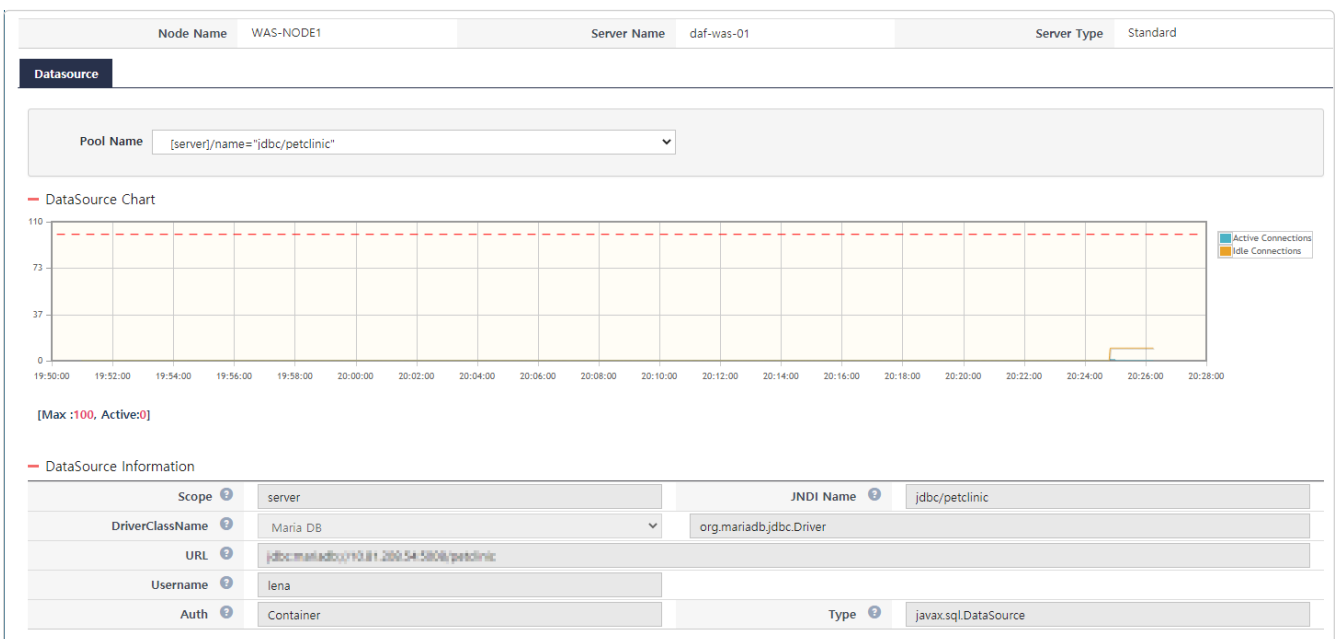 Node Name WAS-NODE1 Server Name daf-was-01 Server Type Standard
Datasource
Pool Name [server]/name="jdbc/petclinic"
DataSource Chart
110
73
37
0
Active Connections
Idle Connections
19:50:00 19:52:00 19:54:00 19:56:00 19:58:00 20:00:00 20:02:00 20:04:00 20:06:00 20:08:00 20:10:00 20:12:00 20:14:00 20:16:00 20:18:00 20:20:00 20:22:00 20:24:00 20:26:00 20:28:00
[Max :100, Active:0]
DataSource Information
Scope ? server JNDI Name ? jdbc/petclinic
DriverClassName ? Maria DB org.mariadb.jdbc.Driver
URL ?
Username ? lena
Auth ? Container Type ? javax.sql.DataSource